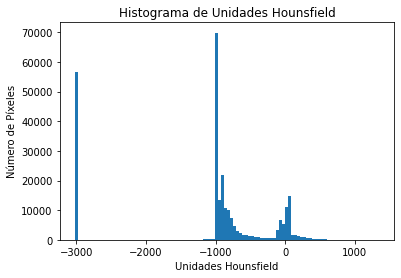 Histograma de Unidades Hounsfield
70000
60000
50000
40000
30000
20000
10000
0
Número de Píxeles
−3000 −2000 −1000 0 1000
Unidades Hounsfield